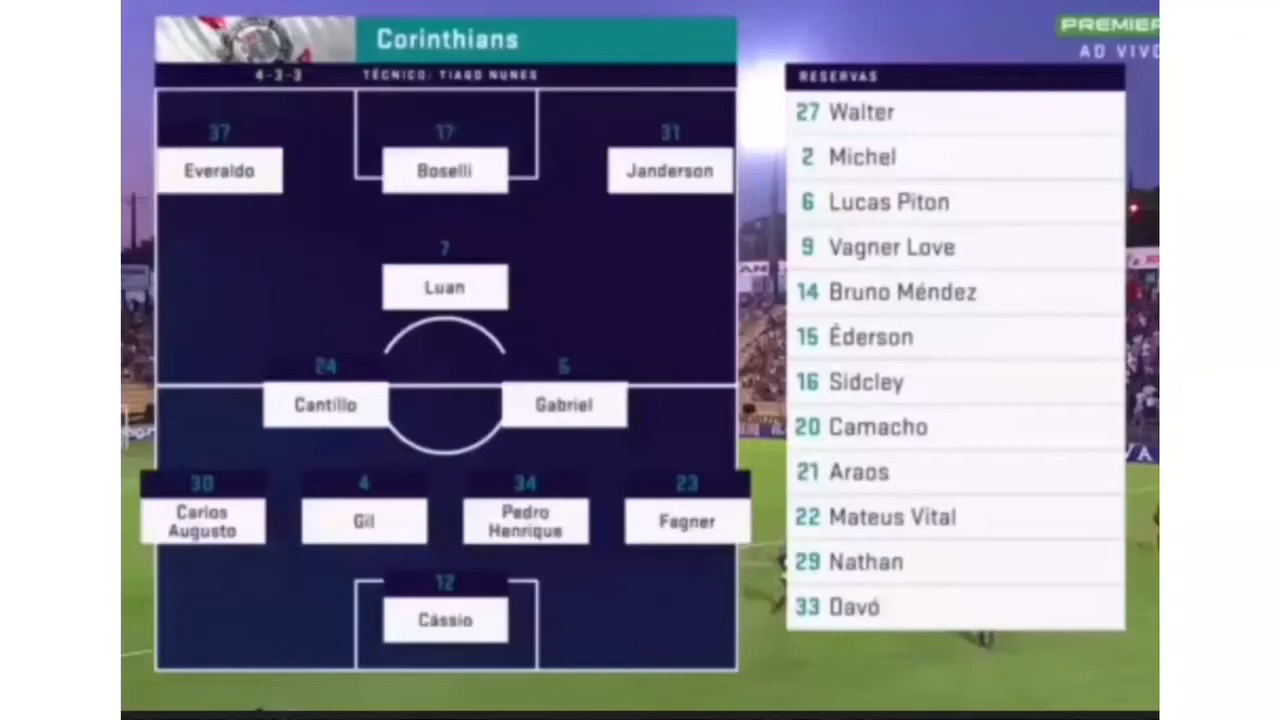 Corinthians
4-3-3 TÉCNICO: TIAGO NUNES
37 17 31
Everaldo Boselli Janderson
7
Luan
24 5
Cantillo Gabriel
30 4 34 23
Carlos Augusto Gil Pedro Henrique Fagner
12
Cássio
PREMIER
AO VIVO
RESERVAS
27 Walter
2 Michel
6 Lucas Piton
9 Vagner Love
14 Bruno Méndez
15 Éderson
16 Sidcley
20 Camacho
21 Araos
22 Mateus Vital
29 Nathan
33 Davó